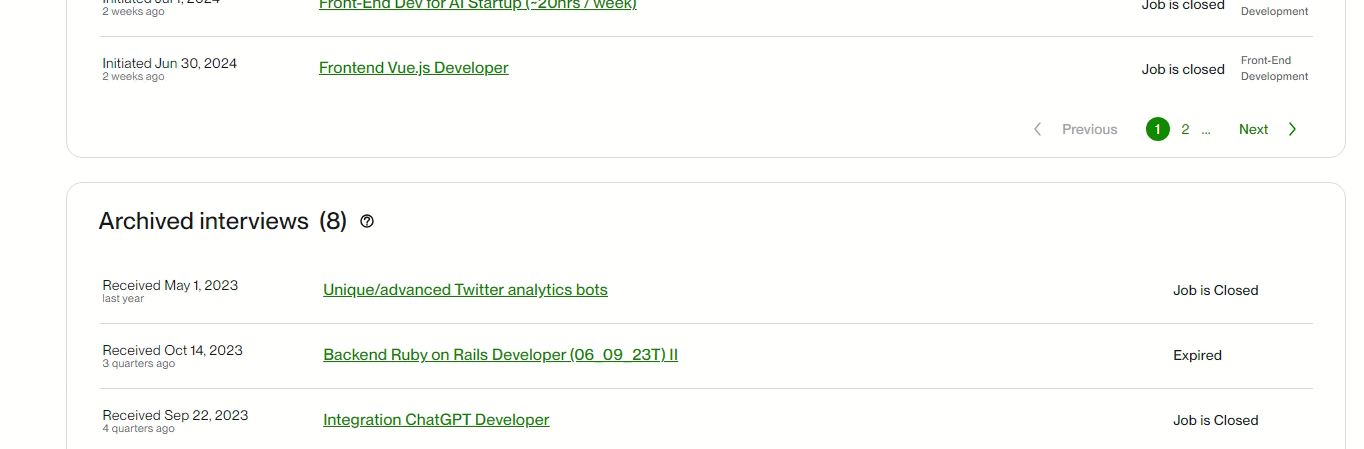 Initiated Jul 1, 2024
2 weeks ago
Front-End Dev for AI Startup (~20hrs / week)
Job is closed
Development
Initiated Jun 30, 2024
2 weeks ago
Frontend Vue.js Developer
Job is closed
Front-End
Development
Previous 1 2 ... Next
Archived interviews (8)
Received May 1, 2023
last year
Unique/advanced Twitter analytics bots
Job is Closed
Received Oct 14, 2023
3 quarters ago
Backend Ruby on Rails Developer (06_09_23T) II
Expired
Received Sep 22, 2023
4 quarters ago
Integration ChatGPT Developer
Job is Closed